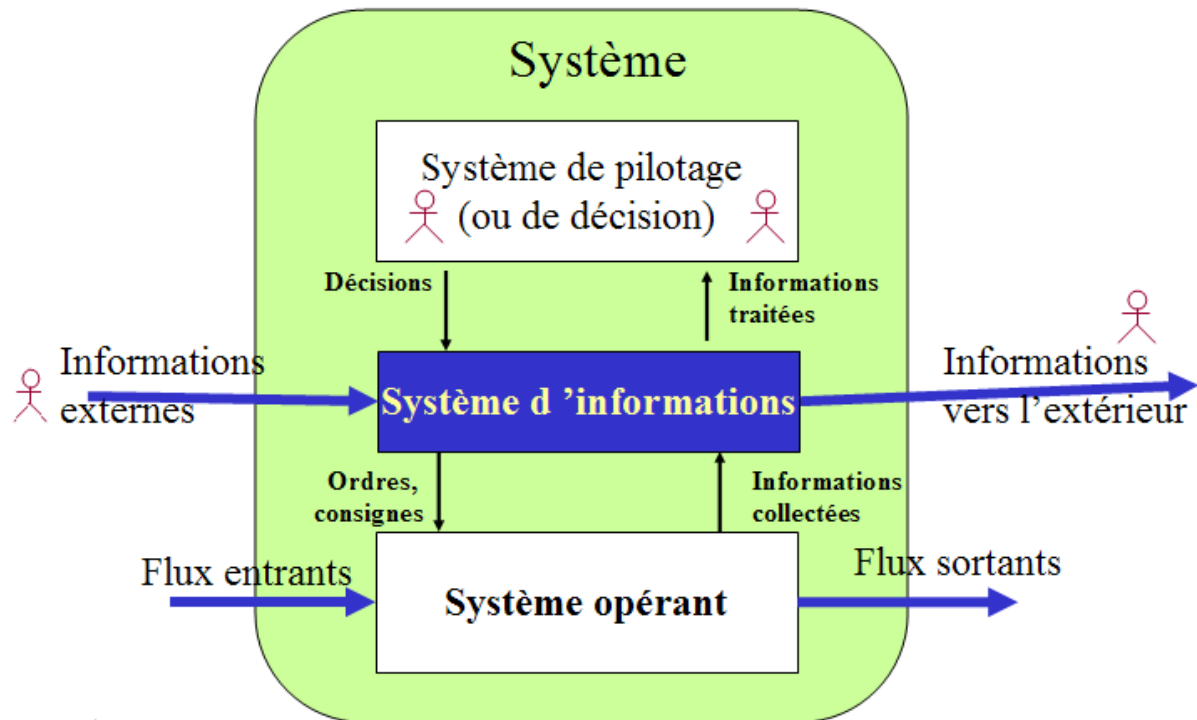 Système
Système de pilotage
(ou de décision)
Décisions
Informations
traitées
Informations
externes
Système d ’informations
Informations
vers l’extérieur
Ordres,
consignes
Informations
collectées
Flux entrants
Système opérant
Flux sortants